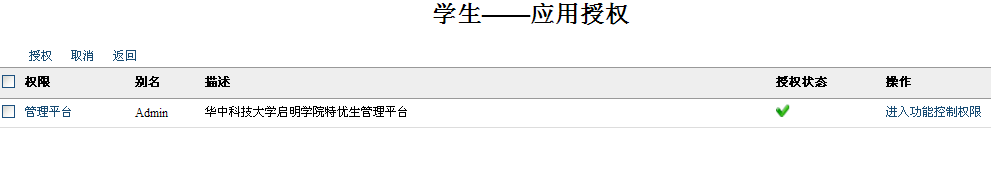 学生——应用授权
授权 取消 返回
权限 别名 描述 授权状态 操作
管理平台 Admin 华中科技大学启明学院特优生管理平台 进入功能控制权限